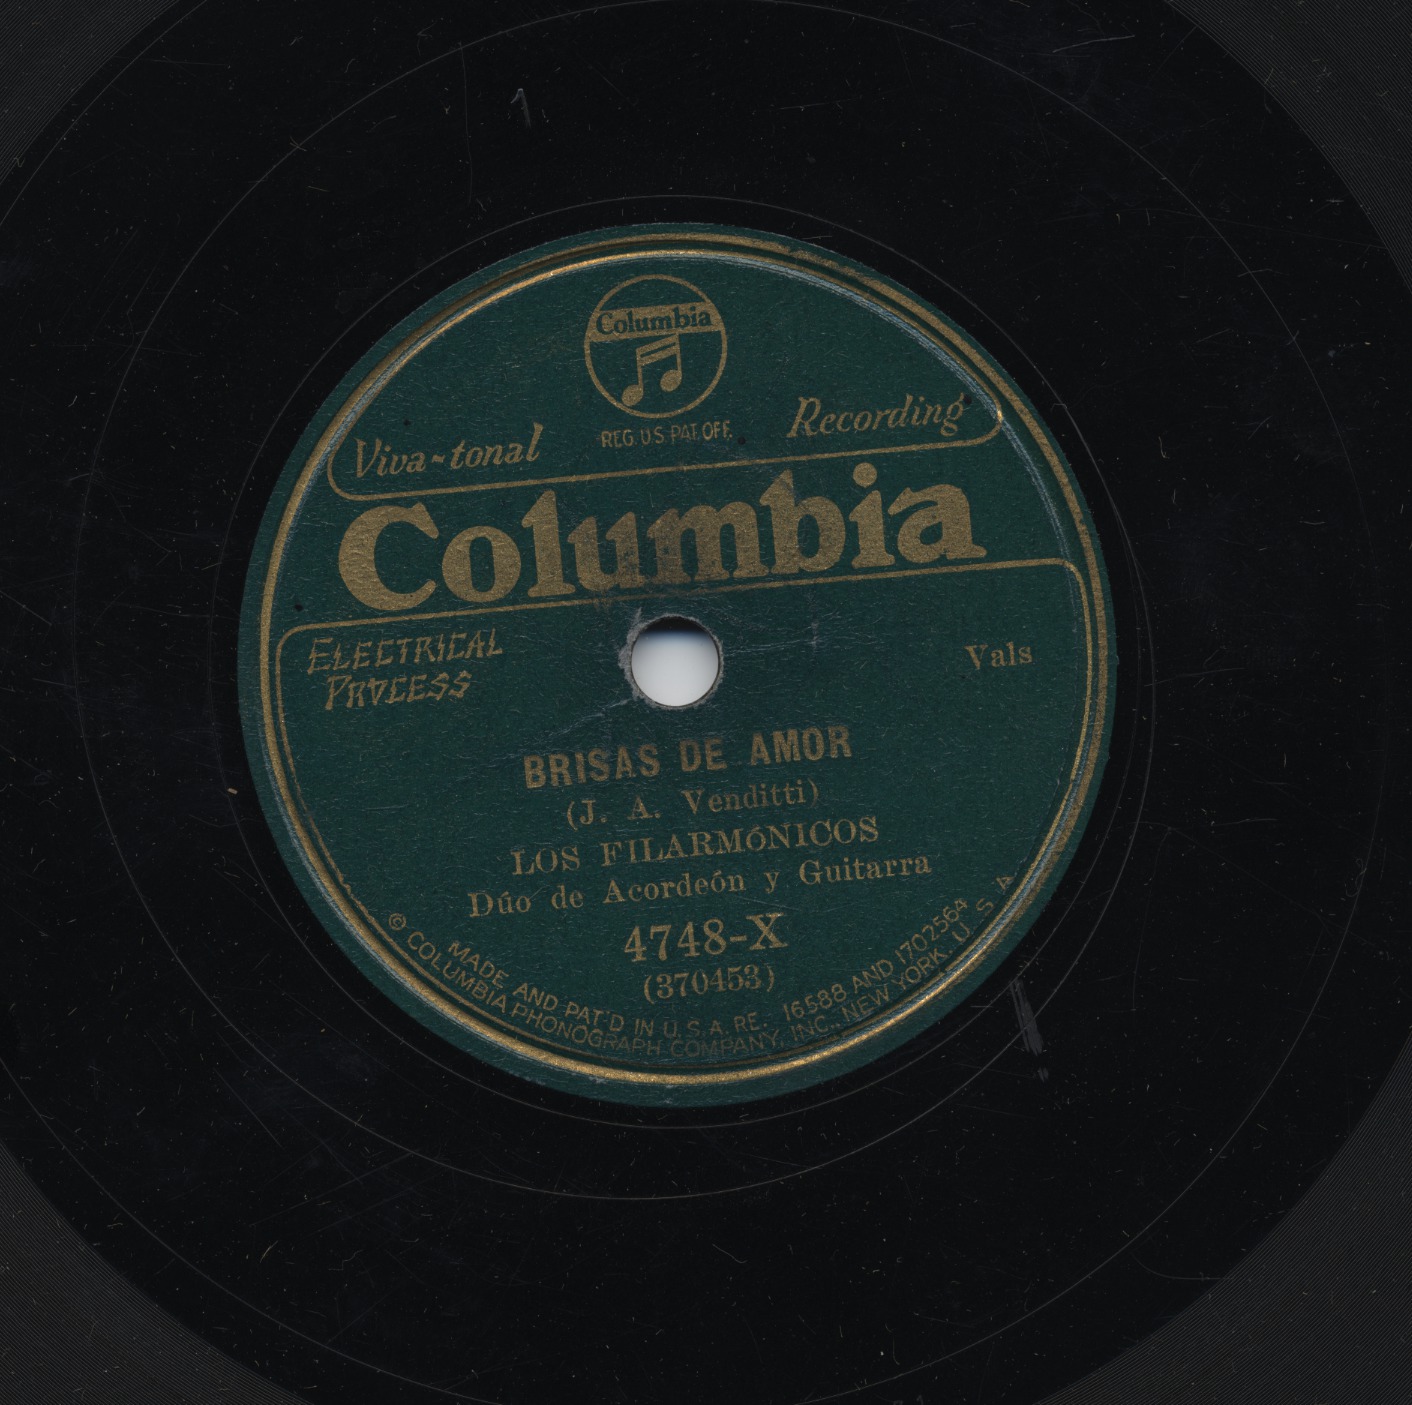 1
Columbia
REG. U.S. PAT. OFF.
Viva-tonal Recording
Columbia
ELECTRICAL
PROCESS
Vals
BRISAS DE AMOR
(J. A. Venditti)
LOS FILARMÓNICOS
Dúo de Acordeón y Guitarra
4748-X
(370453)
MADE AND PAT'D IN U.S.A. RE. 16588 AND 1702564
© COLUMBIA PHONOGRAPH COMPANY, INC., NEW YORK, U.S.A.